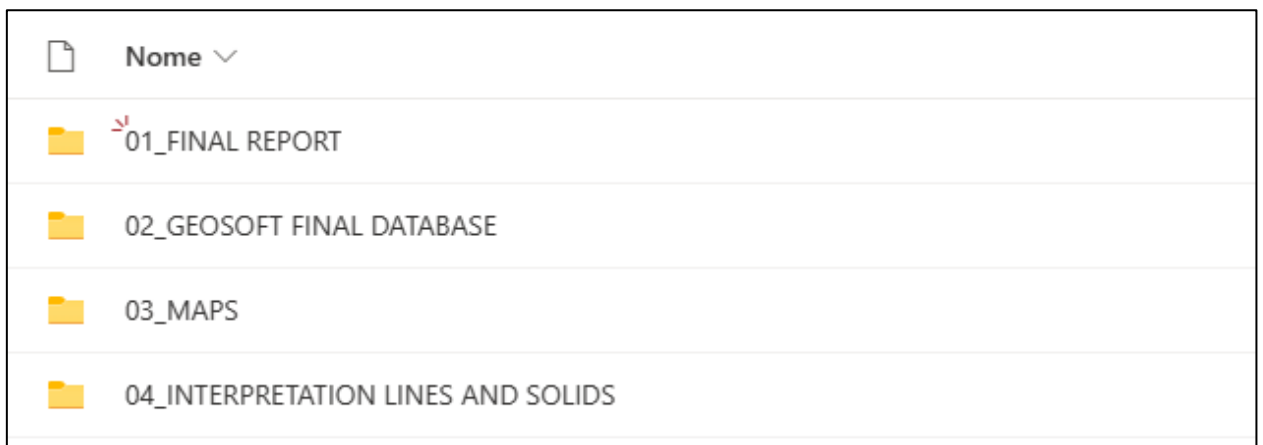 Nome
01_FINAL REPORT
02_GEOSOFT FINAL DATABASE
03_MAPS
04_INTERPRETATION LINES AND SOLIDS